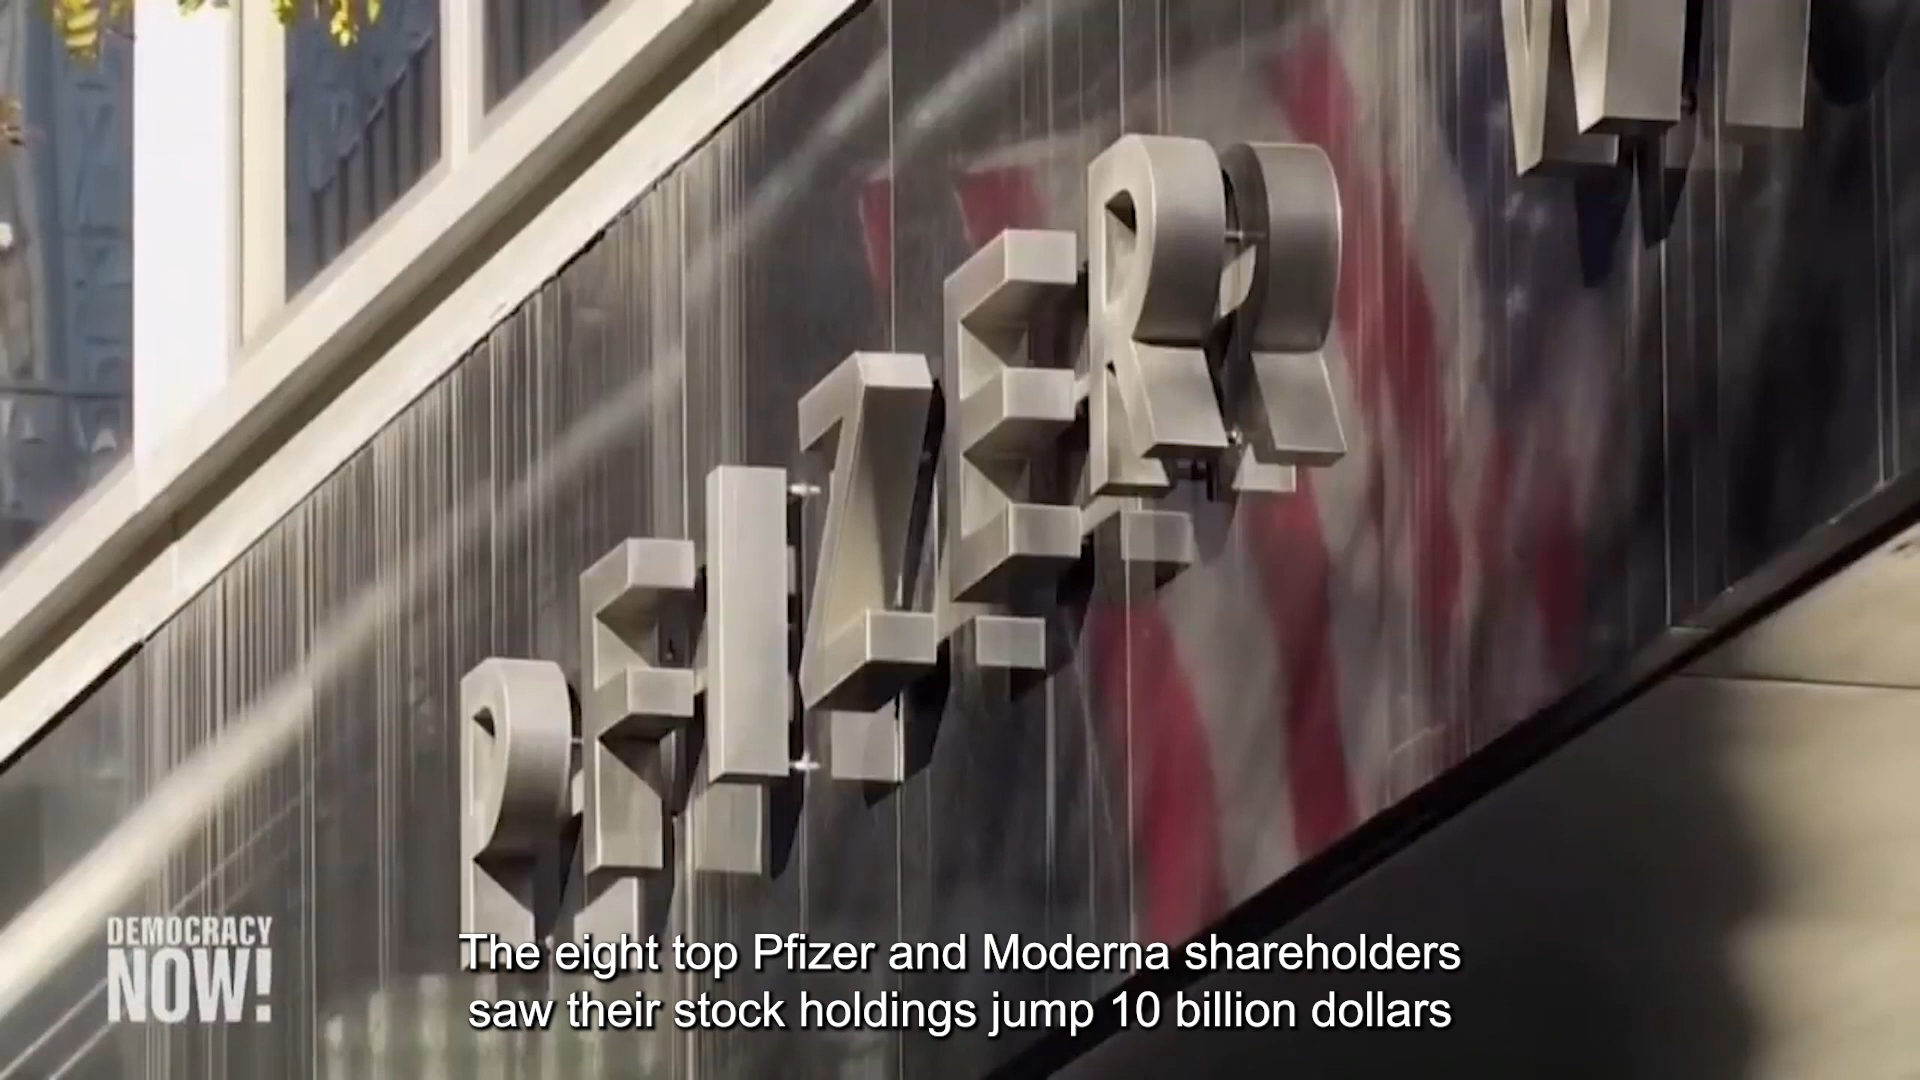 PFIZER
DEMOCRACY
NOW!
The eight top Pfizer and Moderna shareholders
saw their stock holdings jump 10 billion dollars